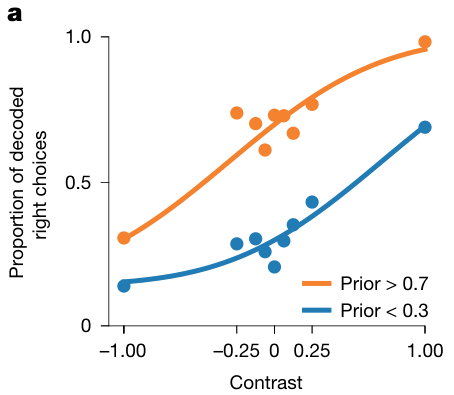 a
1.0
0.5
0
Proportion of decoded
right choices
Prior > 0.7
Prior < 0.3
−1.00 −0.25 0 0.25 1.00
Contrast